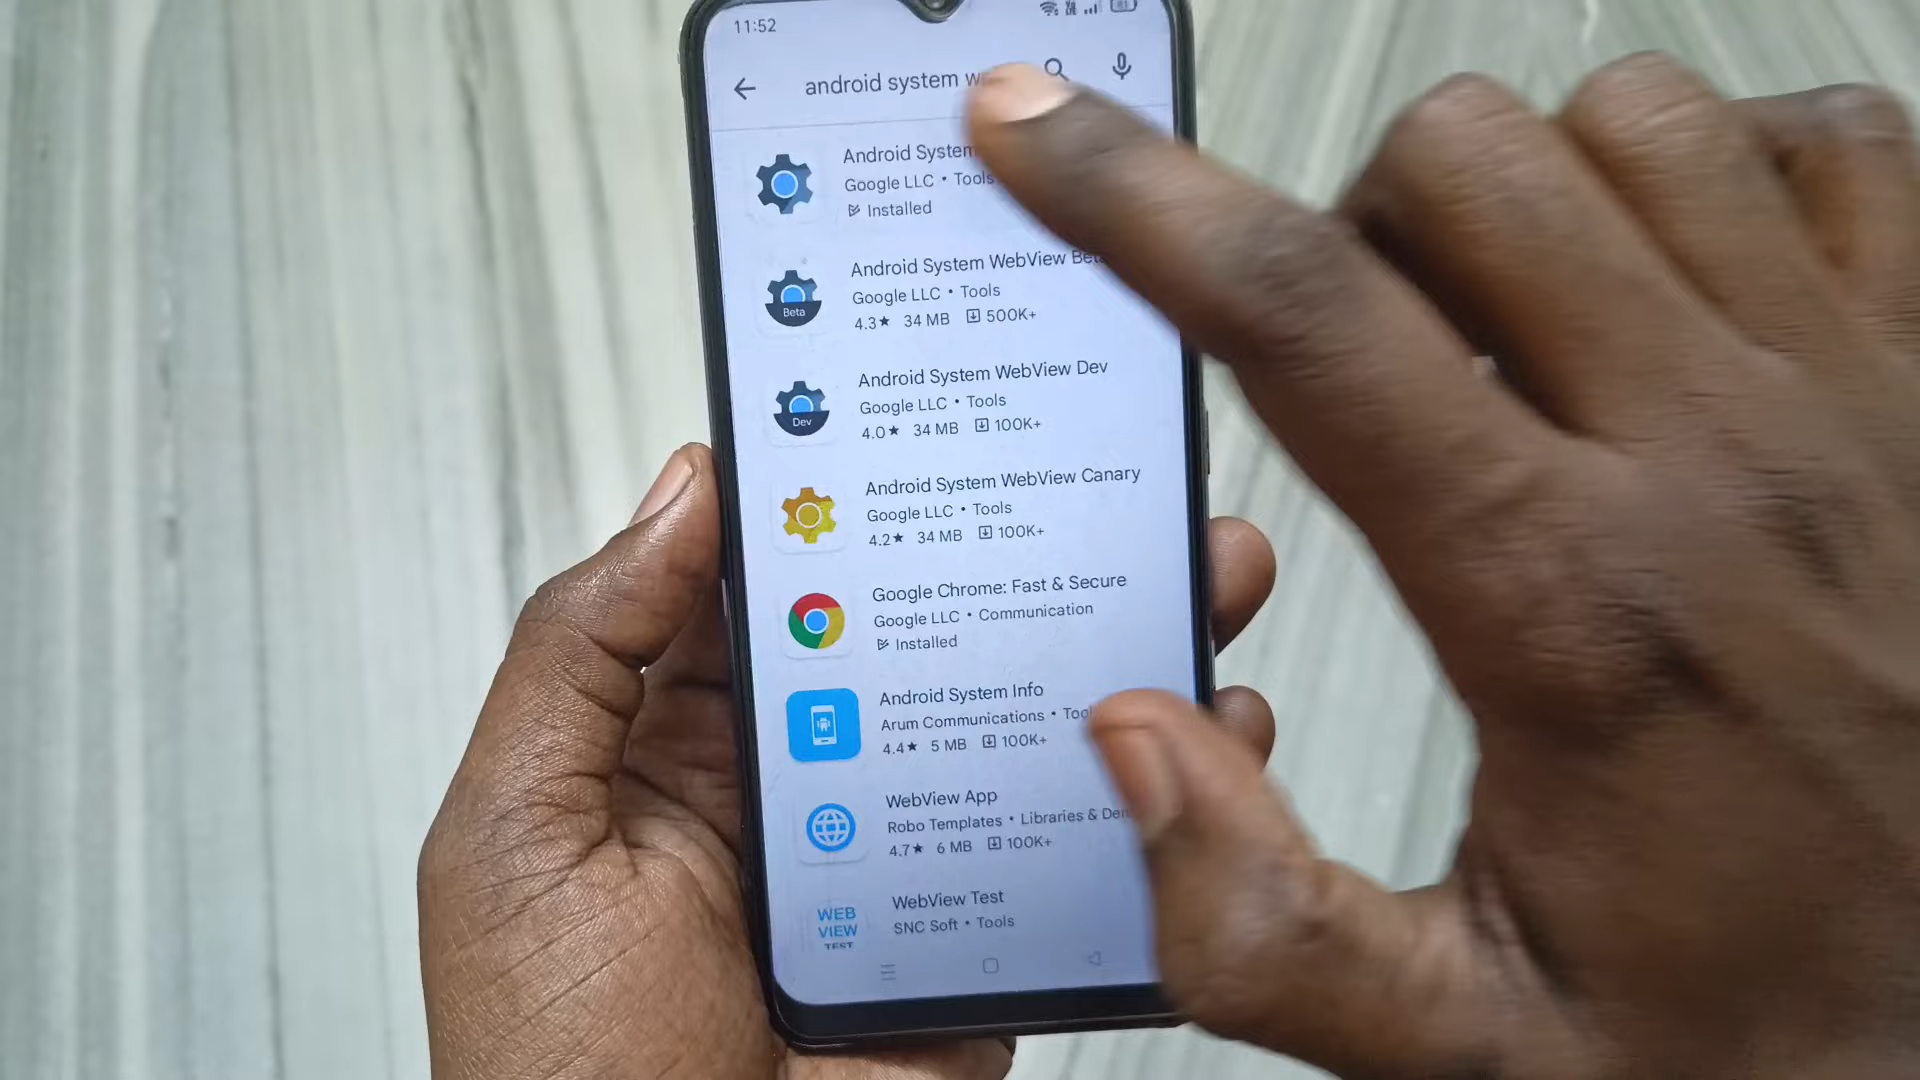 11:52
android system w
Android System
Google LLC • Tools
Installed
Android System WebView Beta
Google LLC • Tools
Beta
4.3★ 34 MB 500K+
Android System WebView Dev
Google LLC • Tools
Dev
4.0★ 34 MB 100K+
Android System WebView Canary
Google LLC • Tools
4.2★ 34 MB 100K+
Google Chrome: Fast & Secure
Google LLC • Communication
Installed
Android System Info
Arum Communications • Tool
4.4★ 5 MB 100K+
WebView App
Robo Templates • Libraries & De
4.7★ 6 MB 100K+
WebView Test
SNC Soft • Tools
WEB
VIEW
TEST